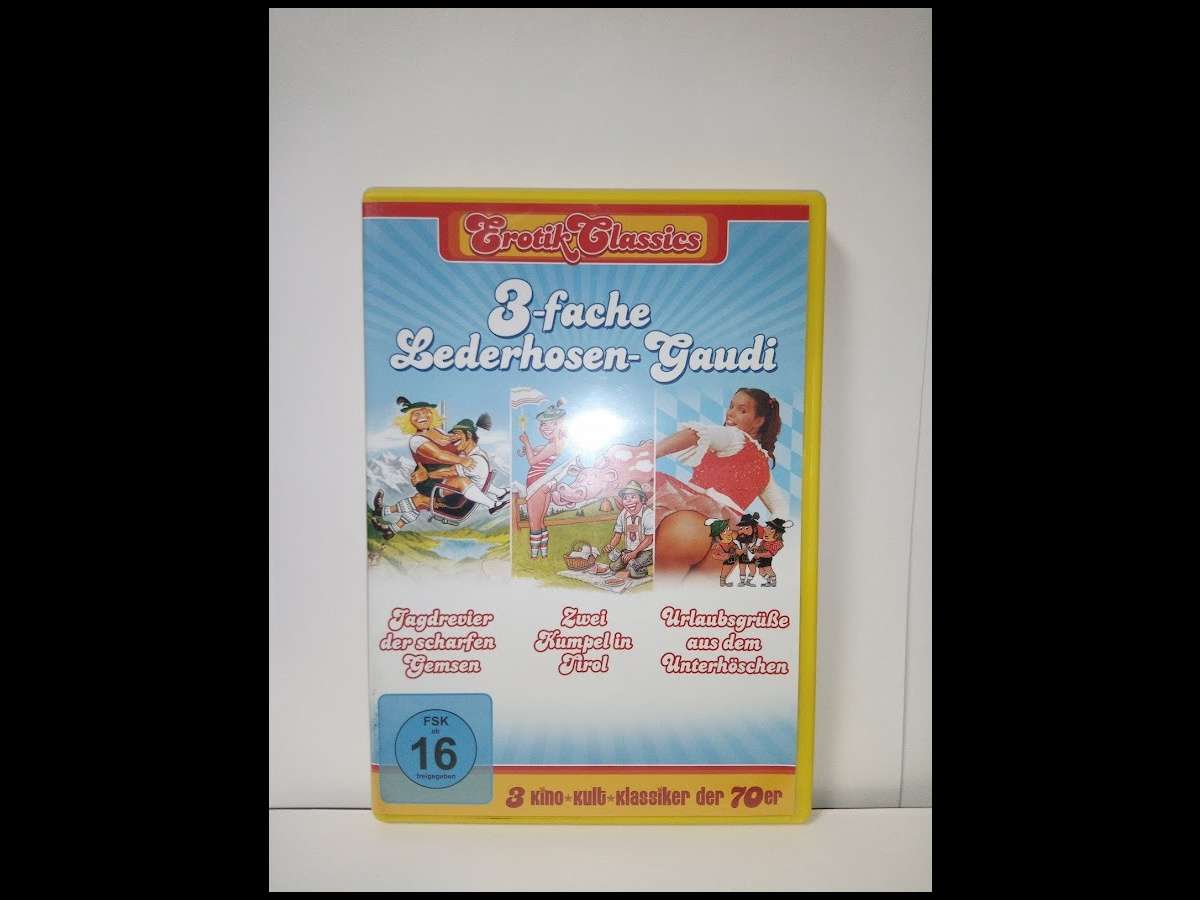 Erotik Classics
3-fache
Lederhosen-Gaudi
Jagdrevier
der scharfen
Gemsen
Zwei
Kumpel in
Tirol
Urlaubsgrüße
aus dem
Unterhöschen
FSK
ab
16
freigegeben
3 Kino★Kult★Klassiker der 70er